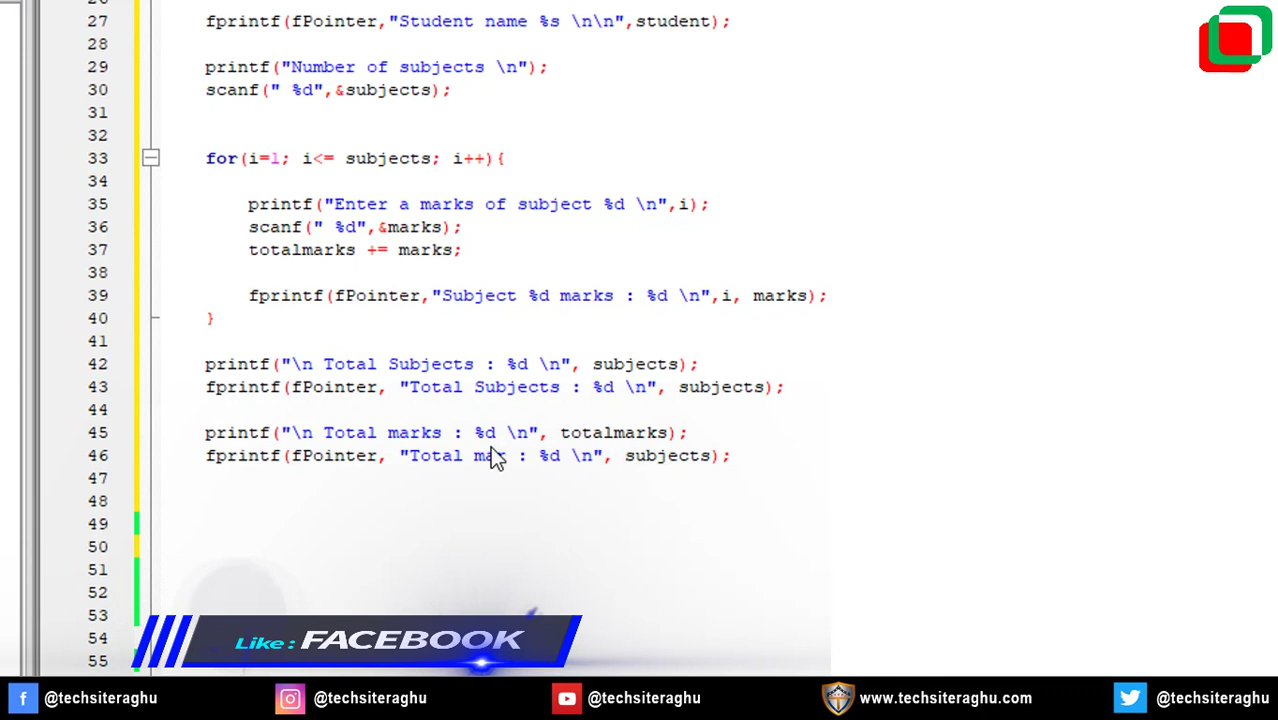 27 fprintf(fPointer,"Student name %s \n\n",student);
28
29 printf("Number of subjects \n");
30 scanf(" %d",&subjects);
31
32
33 for(i=1; i<= subjects; i++){
34
35 printf("Enter a marks of subject %d \n",i);
36 scanf(" %d",&marks);
37 totalmarks += marks;
38
39 fprintf(fPointer,"Subject %d marks : %d \n",i, marks);
40 }
41
42 printf("\n Total Subjects : %d \n", subjects);
43 fprintf(fPointer, "Total Subjects : %d \n", subjects);
44
45 printf("\n Total marks : %d \n", totalmarks);
46 fprintf(fPointer, "Total mar : %d \n", subjects);
47
48
49
50
51
52
53
54
55
Like : FACEBOOK
@techsiteraghu @techsiteraghu @techsiteraghu www.techsiteraghu.com @techsiteraghu